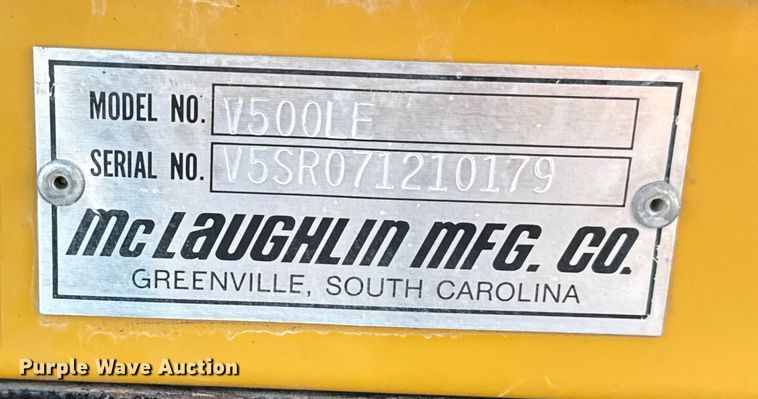 MODEL NO. V500LE
SERIAL NO. V5SR071210179
McLAUGHLIN MFG. CO.
GREENVILLE, SOUTH CAROLINA
Purple Wave Auction